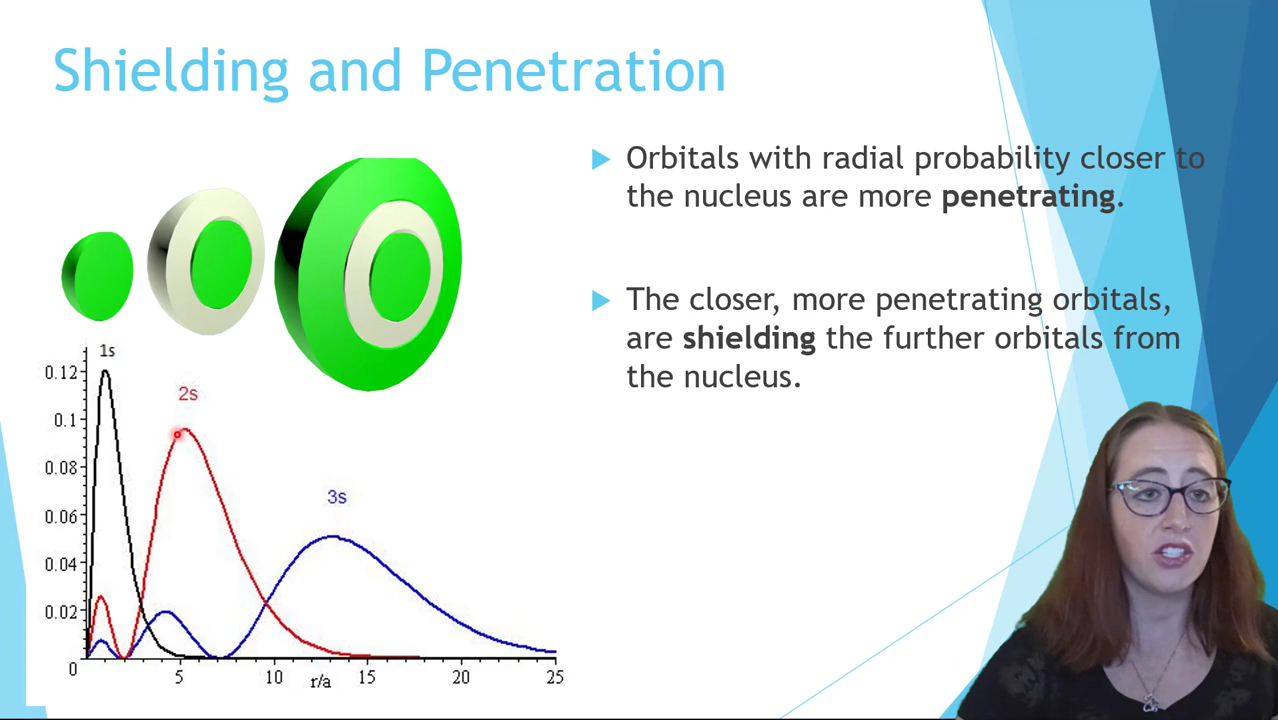 Shielding and Penetration
Orbitals with radial probability closer to
the nucleus are more penetrating.
The closer, more penetrating orbitals,
are shielding the further orbitals from
the nucleus.
1s
2s
3s
0.12
0.1
0.08
0.06
0.04
0.02
0
5
10
r/a
15
20
25